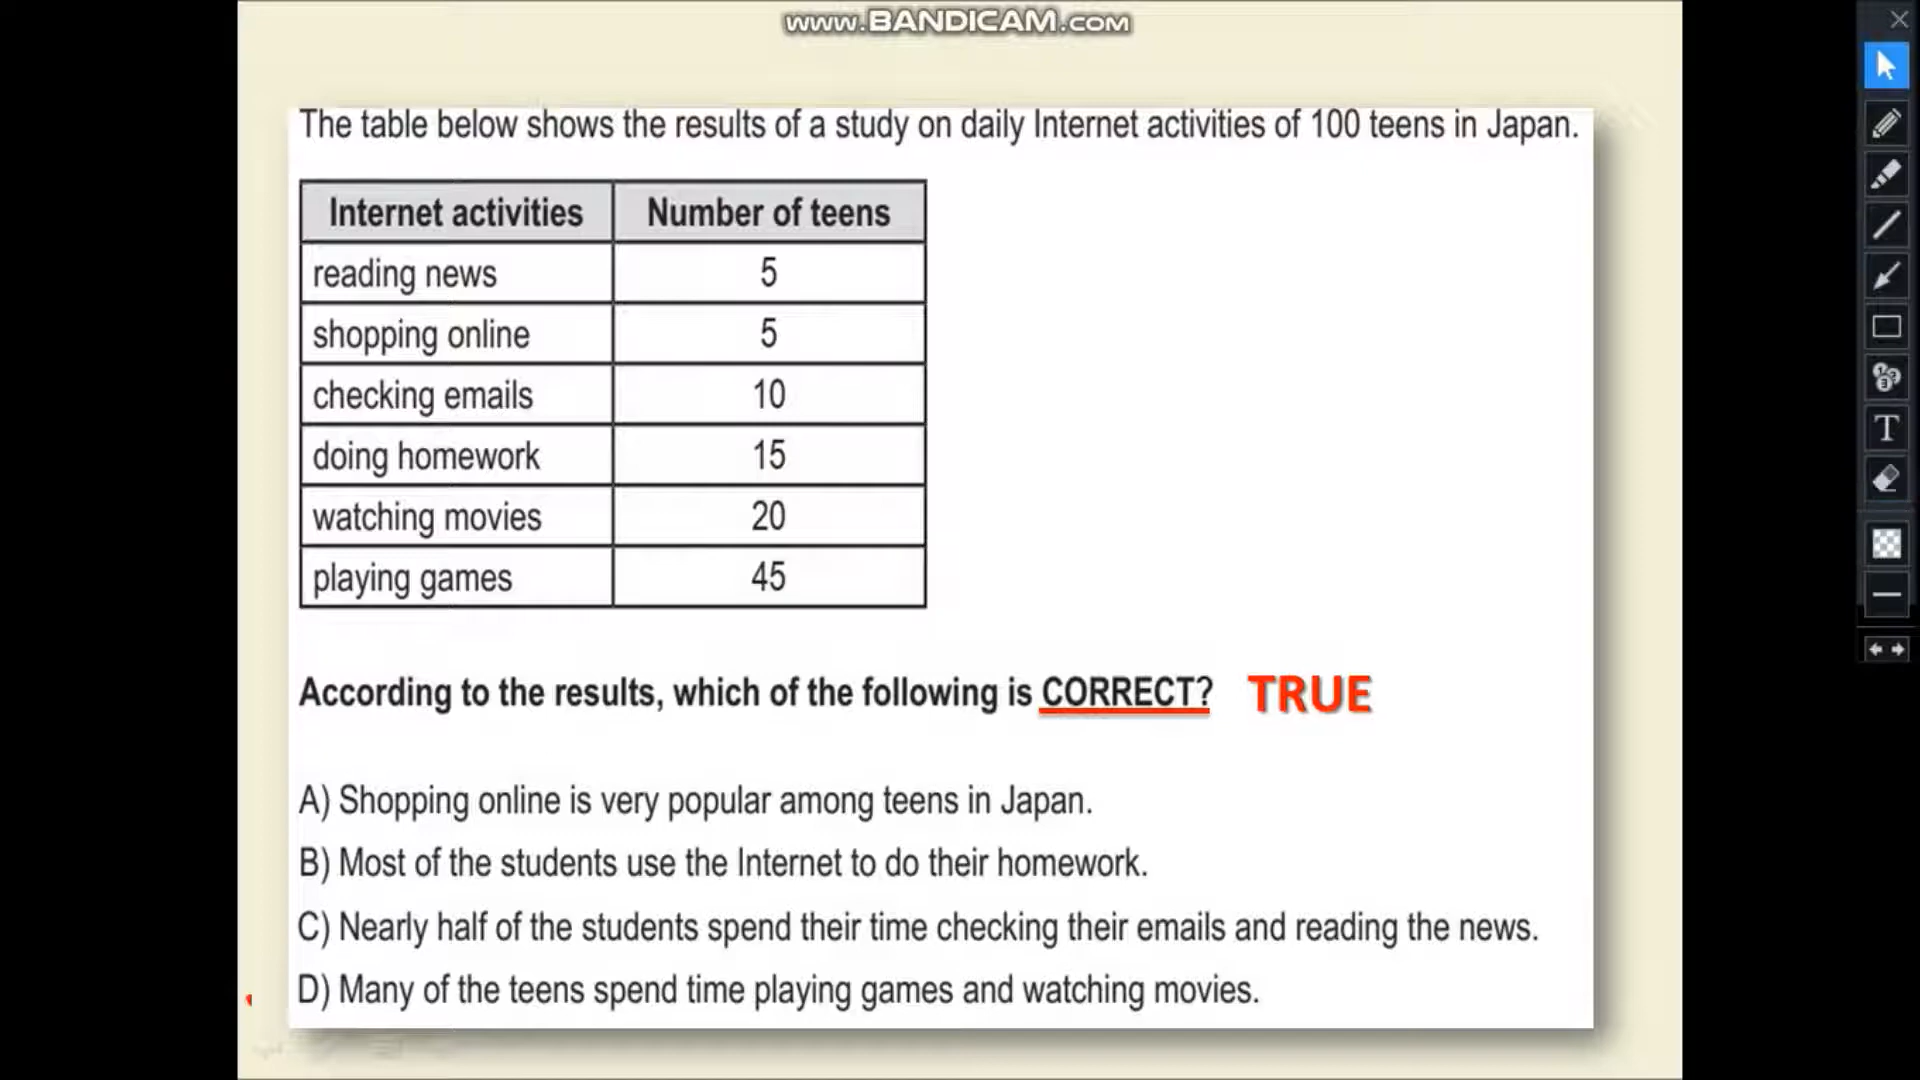 www.BANDICAM.com
The table below shows the results of a study on daily Internet activities of 100 teens in Japan.
Internet activities Number of teens
reading news 5
shopping online 5
checking emails 10
doing homework 15
watching movies 20
playing games 45
According to the results, which of the following is CORRECT? TRUE
A) Shopping online is very popular among teens in Japan.
B) Most of the students use the Internet to do their homework.
C) Nearly half of the students spend their time checking their emails and reading the news.
D) Many of the teens spend time playing games and watching movies.